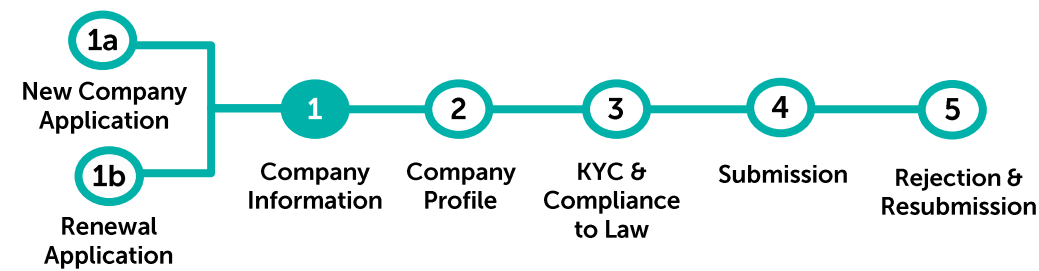 1a
New Company
Application
1b
Renewal
Application
1
Company
Information
2
Company
Profile
3
KYC &
Compliance
to Law
4
Submission
5
Rejection &
Resubmission